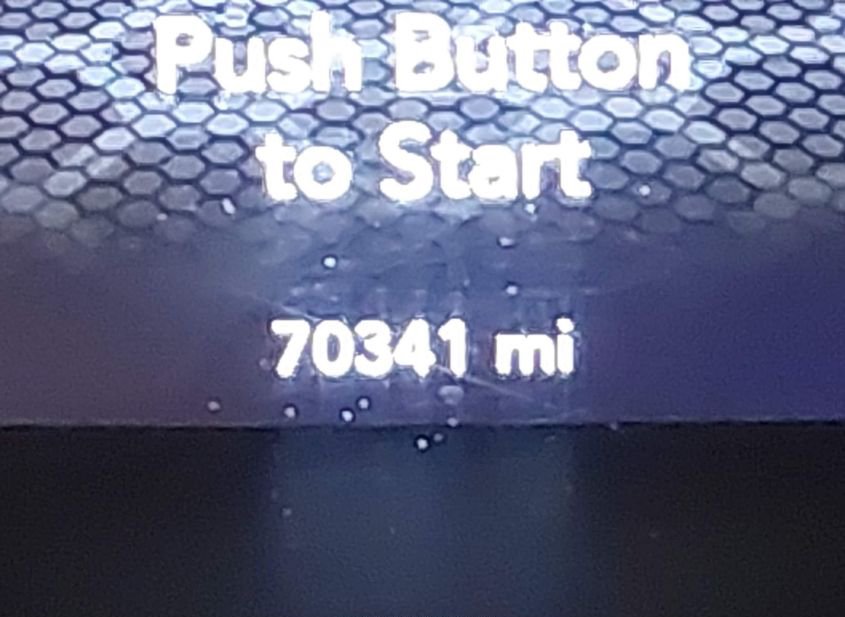 Push Button
to Start
70341 mi